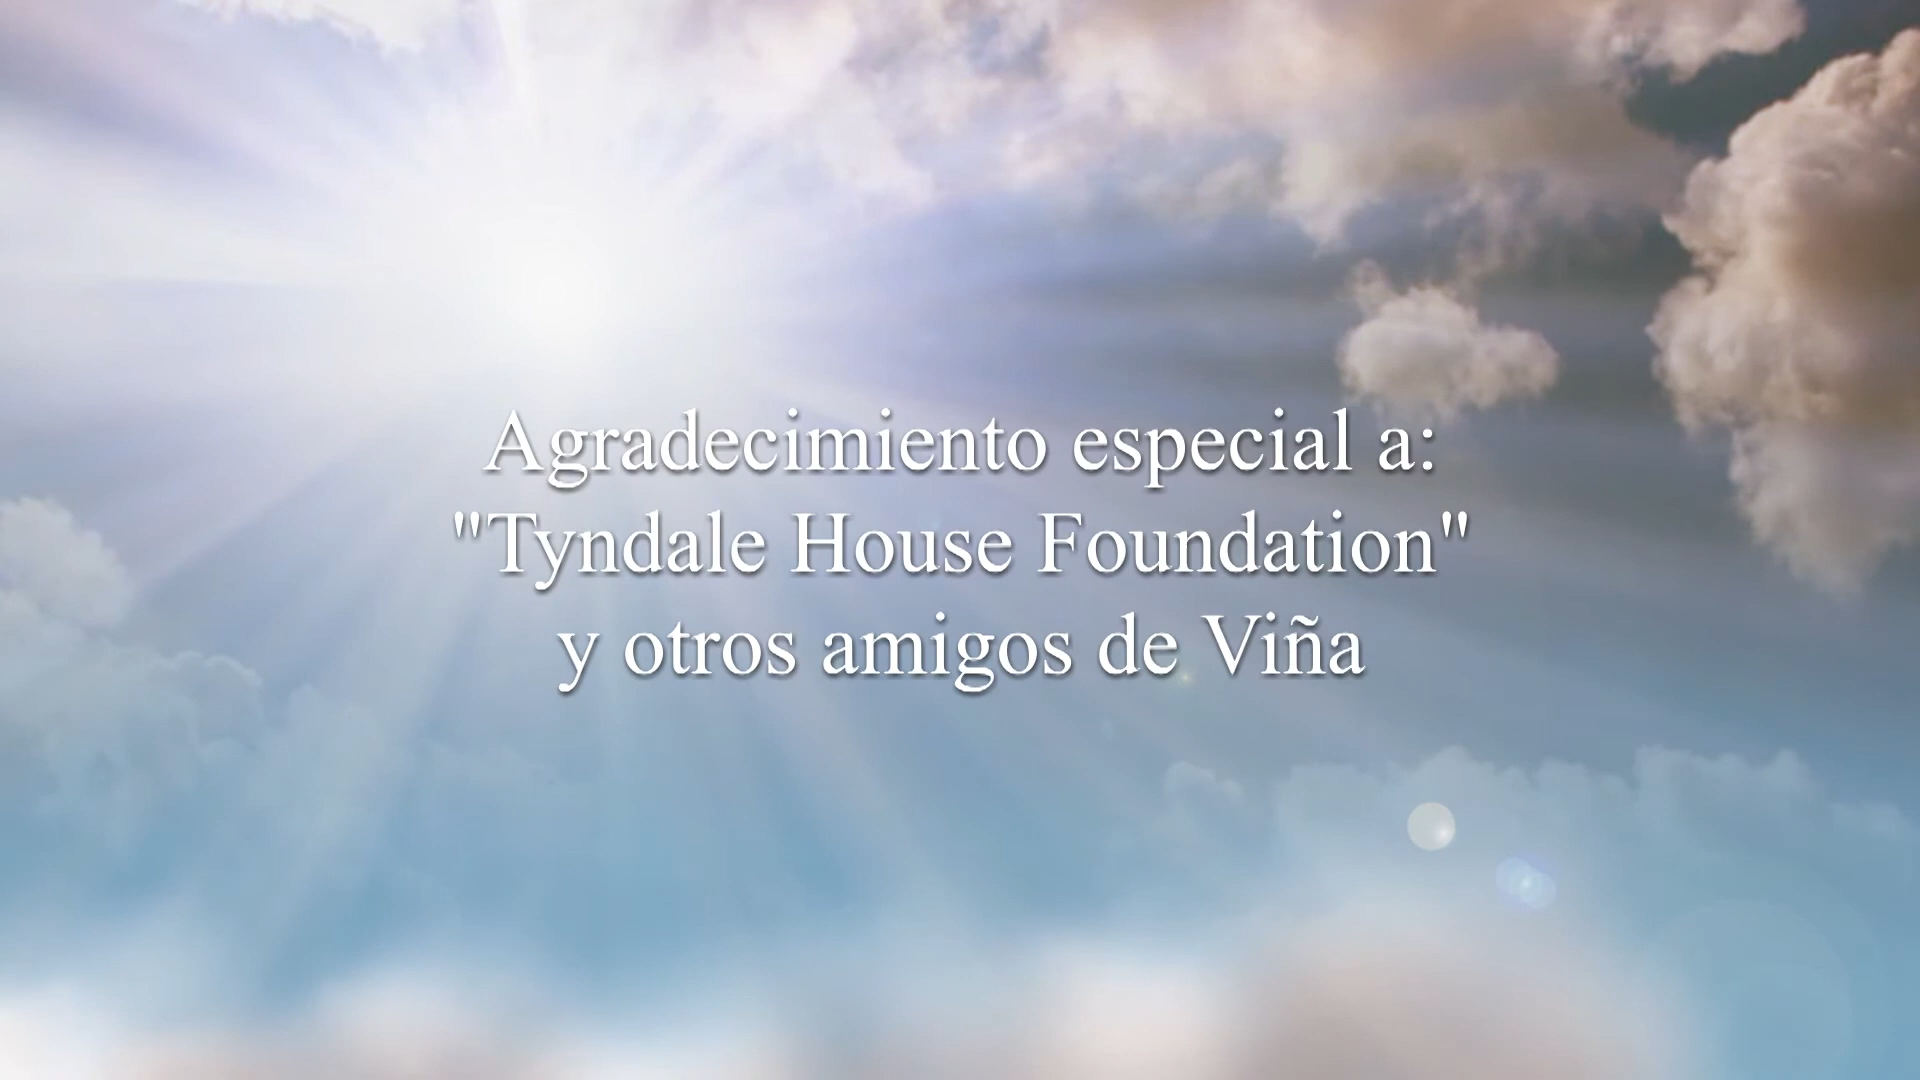 Agradecimiento especial a:
"Tyndale House Foundation"
y otros amigos de Viña